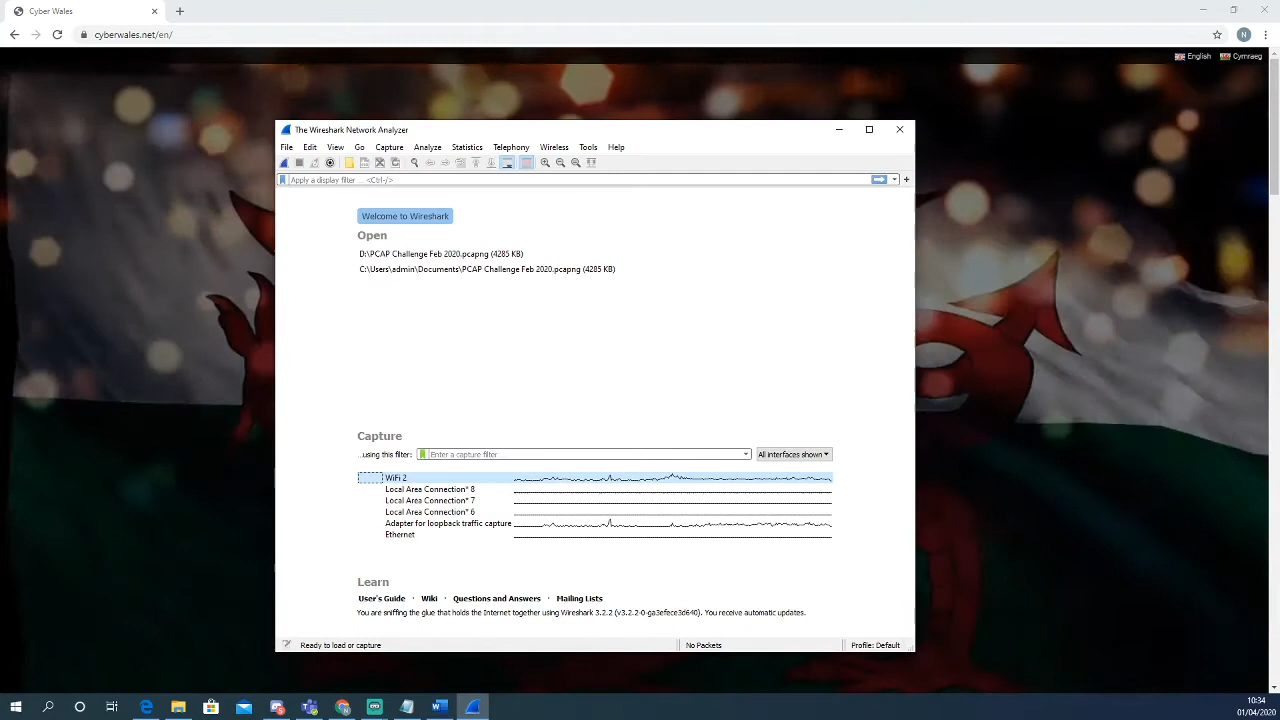 Cyber Wales
cyberwales.net/en/
N
English
Cymraeg
The Wireshark Network Analyzer
File Edit View Go Capture Analyze Statistics Telephony Wireless Tools Help
Apply a display filter ... <Ctrl-/>
Welcome to Wireshark
Open
D:\PCAP Challenge Feb 2020.pcapng (4285 KB)
C:\Users\admin\Documents\PCAP Challenge Feb 2020.pcapng (4285 KB)
Capture
...using this filter: Enter a capture filter ... All interfaces shown
WiFi 2
Local Area Connection* 8
Local Area Connection* 7
Local Area Connection* 6
Adapter for loopback traffic capture
Ethernet
Learn
User's Guide · Wiki · Questions and Answers · Mailing Lists
You are sniffing the glue that holds the Internet together using Wireshark 3.2.2 (v3.2.2-0-ga3efece3d640). You receive automatic updates.
Ready to load or capture No Packets Profile: Default
10:34
01/04/2020